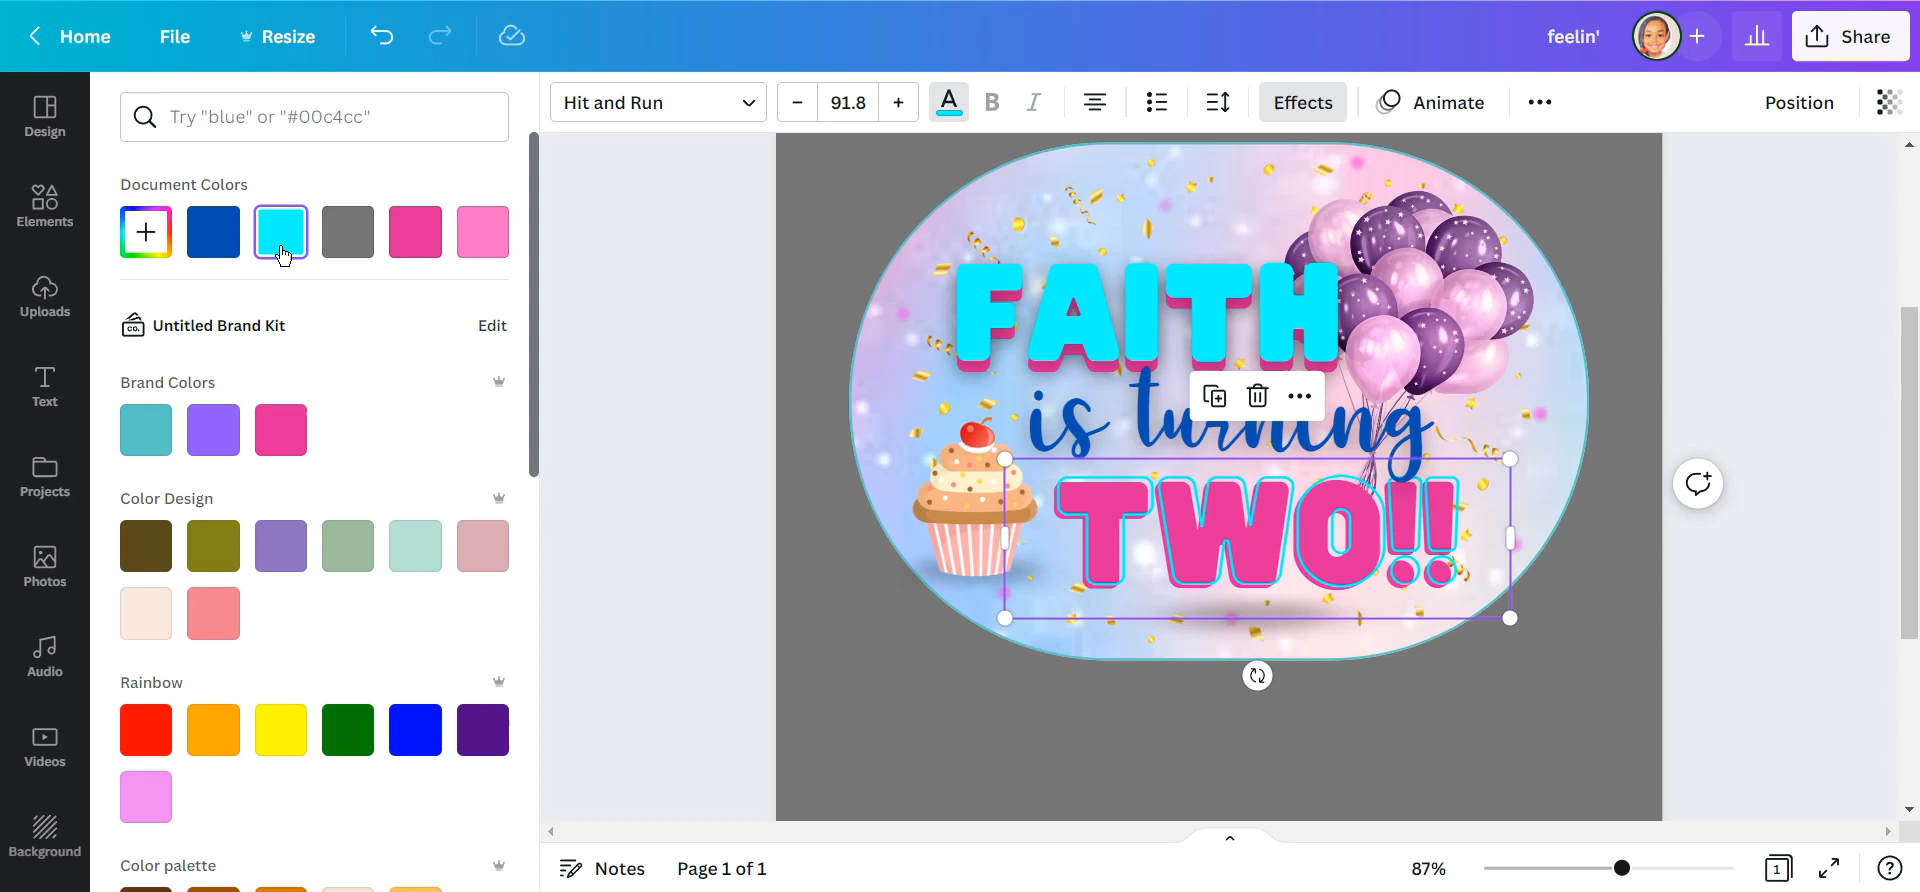 Home File Resize feelin' Share
Design
Elements
Uploads
Text
Projects
Photos
Audio
Videos
Background
Try "blue" or "#00c4cc"
Document Colors
CO. Untitled Brand Kit Edit
Brand Colors
Color Design
Rainbow
Color palette
Hit and Run − 91.8 + A B I Effects Animate Position
FAITH
is turning
TWO!!
Notes Page 1 of 1 87% 1 ?